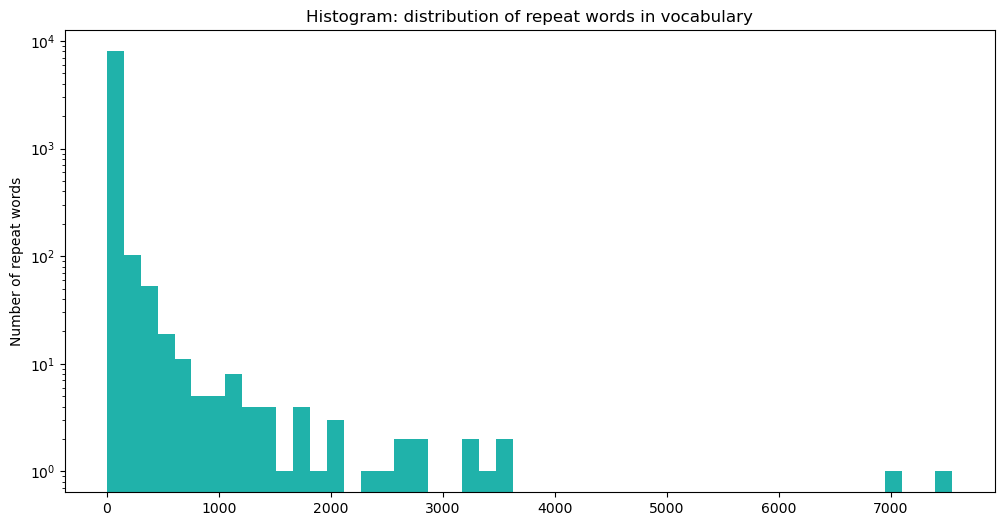 Histogram: distribution of repeat words in vocabulary
Number of repeat words
10⁴
10³
10²
10¹
10⁰
0 1000 2000 3000 4000 5000 6000 7000